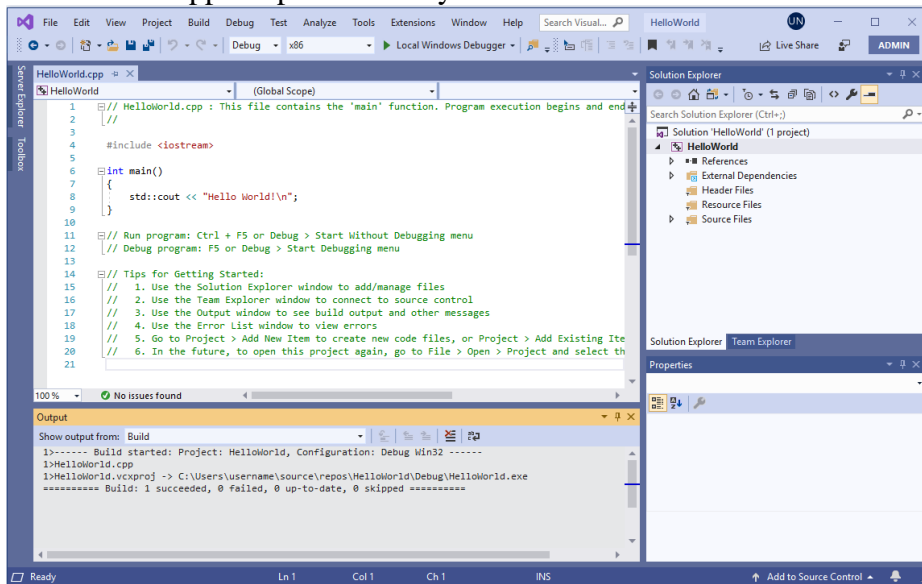 File Edit View Project Build Debug Test Analyze Tools Extensions Window Help Search Visual... HelloWorld UN
Debug x86 Local Windows Debugger Live Share ADMIN
Server Explorer
Toolbox
HelloWorld.cpp
HelloWorld (Global Scope)
1 // HelloWorld.cpp : This file contains the 'main' function. Program execution begins and end
2 //
3
4 #include <iostream>
5
6 int main()
7 {
8 std::cout << "Hello World!\n";
9 }
10
11 // Run program: Ctrl + F5 or Debug > Start Without Debugging menu
12 // Debug program: F5 or Debug > Start Debugging menu
13
14 // Tips for Getting Started:
15 // 1. Use the Solution Explorer window to add/manage files
16 // 2. Use the Team Explorer window to connect to source control
17 // 3. Use the Output window to see build output and other messages
18 // 4. Use the Error List window to view errors
19 // 5. Go to Project > Add New Item to create new code files, or Project > Add Existing Ite
20 // 6. In the future, to open this project again, go to File > Open > Project and select th
21
100 % No issues found
Output
Show output from: Build
1>------ Build started: Project: HelloWorld, Configuration: Debug Win32 ------
1>HelloWorld.cpp
1>HelloWorld.vcxproj -> C:\Users\username\source\repos\HelloWorld\Debug\HelloWorld.exe
========== Build: 1 succeeded, 0 failed, 0 up-to-date, 0 skipped ==========
Solution Explorer
Search Solution Explorer (Ctrl+;)
Solution 'HelloWorld' (1 project)
HelloWorld
References
External Dependencies
Header Files
Resource Files
Source Files
Solution Explorer Team Explorer
Properties
Ready Ln 1 Col 1 Ch 1 INS Add to Source Control